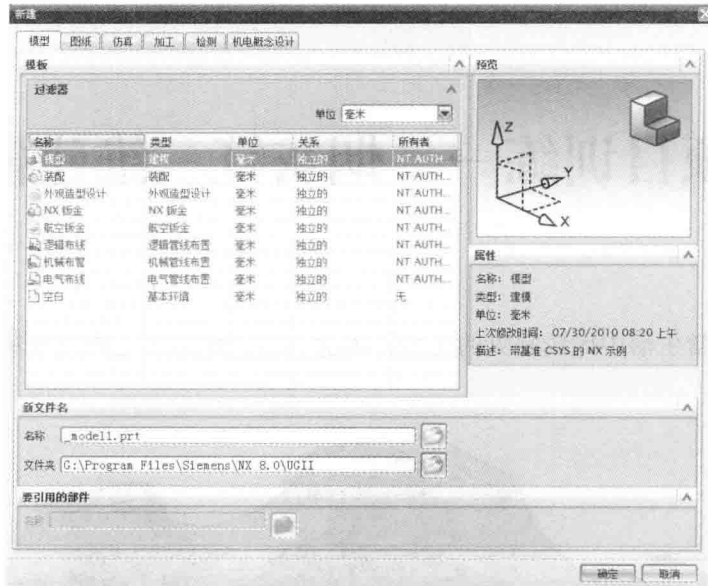 新建
模型 图纸 仿真 加工 检测 机电概念设计
模板
过滤器
单位 毫米
名称 类型 单位 关系 所有者
模型 建模 毫米 独立的 NT AUTH...
装配 装配 毫米 独立的 NT AUTH...
外观造型设计 外观造型设计 毫米 独立的 NT AUTH...
NX 钣金 NX 钣金 毫米 独立的 NT AUTH...
航空钣金 航空钣金 毫米 独立的 NT AUTH...
逻辑布线 逻辑管线布置 毫米 独立的 NT AUTH...
机械布管 机械管线布置 毫米 独立的 NT AUTH...
电气布线 电气管线布置 毫米 独立的 NT AUTH...
空白 基本环境 毫米 独立的 无
预览
Z
Y
X
属性
名称: 模型
类型: 建模
单位: 毫米
上次修改时间: 07/30/2010 08:20 上午
描述: 带基准 CSYS 的 NX 示例
新文件名
名称 _model1.prt
文件夹 G:\Program Files\Siemens\NX 8.0\UGII
要引用的部件
名称
确定 取消